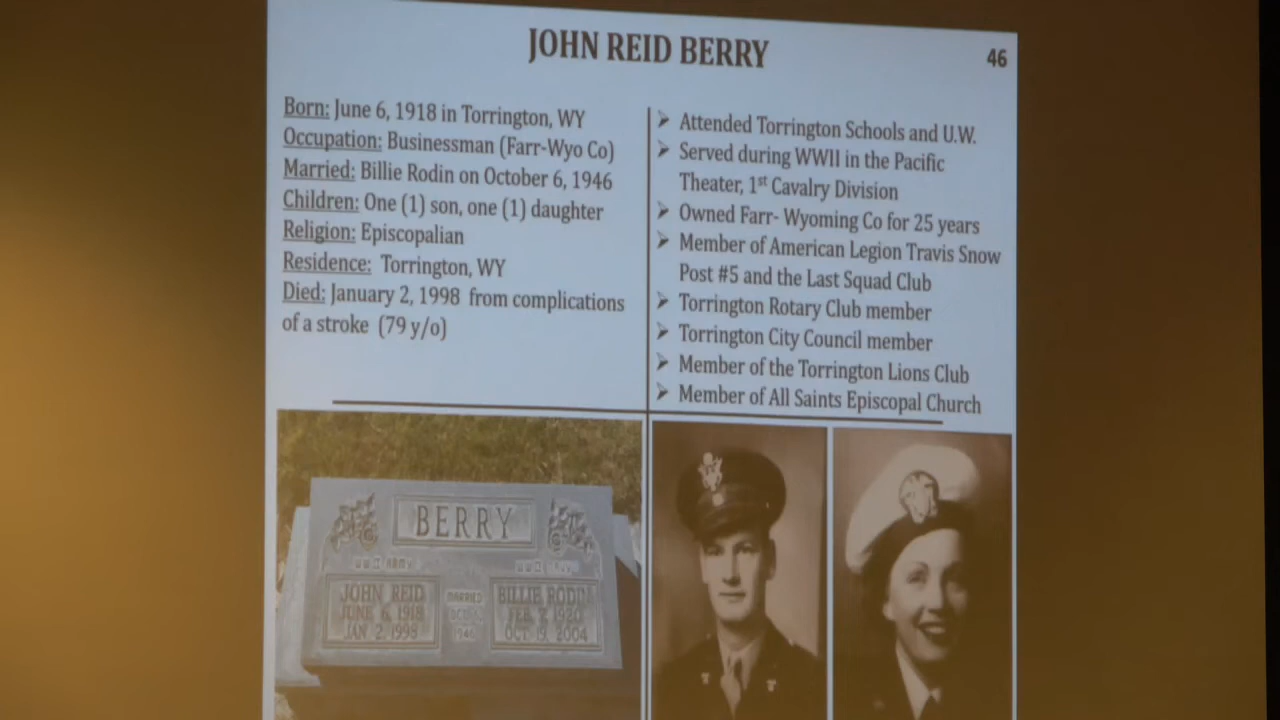 JOHN REID BERRY
46
Born: June 6, 1918 in Torrington, WY
Occupation: Businessman (Farr-Wyo Co)
Married: Billie Rodin on October 6, 1946
Children: One (1) son, one (1) daughter
Religion: Episcopalian
Residence: Torrington, WY
Died: January 2, 1998 from complications
of a stroke (79 y/o)
➢ Attended Torrington Schools and U.W.
➢ Served during WWII in the Pacific
Theater, 1st Cavalry Division
➢ Owned Farr- Wyoming Co for 25 years
➢ Member of American Legion Travis Snow
Post #5 and the Last Squad Club
➢ Torrington Rotary Club member
➢ Torrington City Council member
➢ Member of the Torrington Lions Club
➢ Member of All Saints Episcopal Church
BERRY
JOHN REID
JUNE 6, 1918
JAN 2, 1998
MARRIED
1946
BILLIE RODIN
1920
OCT 19, 2004